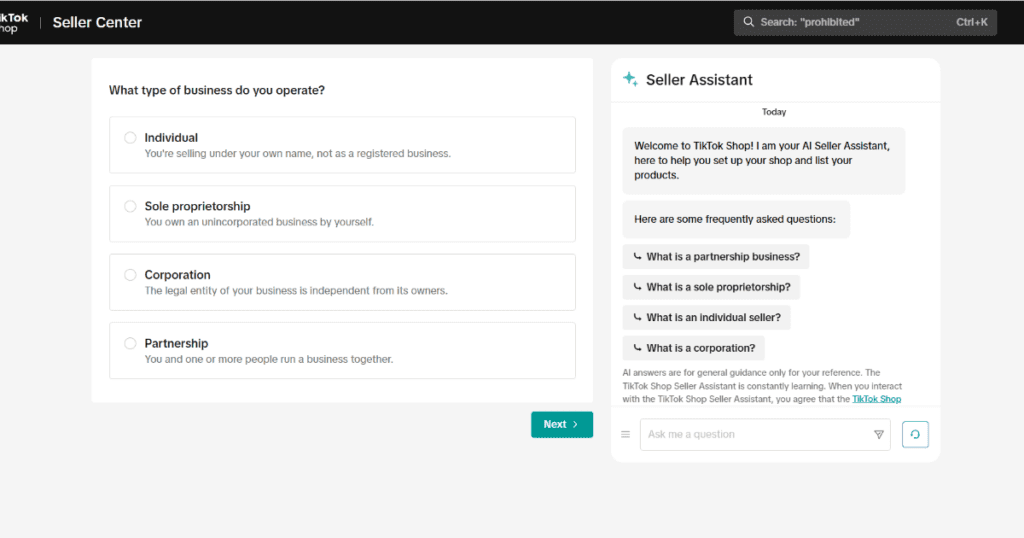 ikTok
hop
Seller Center
Search: "prohibited"
Ctrl+K
What type of business do you operate?
Individual
You're selling under your own name, not as a registered business.
Sole proprietorship
You own an unincorporated business by yourself.
Corporation
The legal entity of your business is independent from its owners.
Partnership
You and one or more people run a business together.
Next
Seller Assistant
Today
Welcome to TikTok Shop! I am your AI Seller Assistant,
here to help you set up your shop and list your
products.
Here are some frequently asked questions:
What is a partnership business?
What is a sole proprietorship?
What is an individual seller?
What is a corporation?
AI answers are for general guidance only for your reference. The
TikTok Shop Seller Assistant is constantly learning. When you interact
with the TikTok Shop Seller Assistant, you agree that the TikTok Shop
Ask me a question